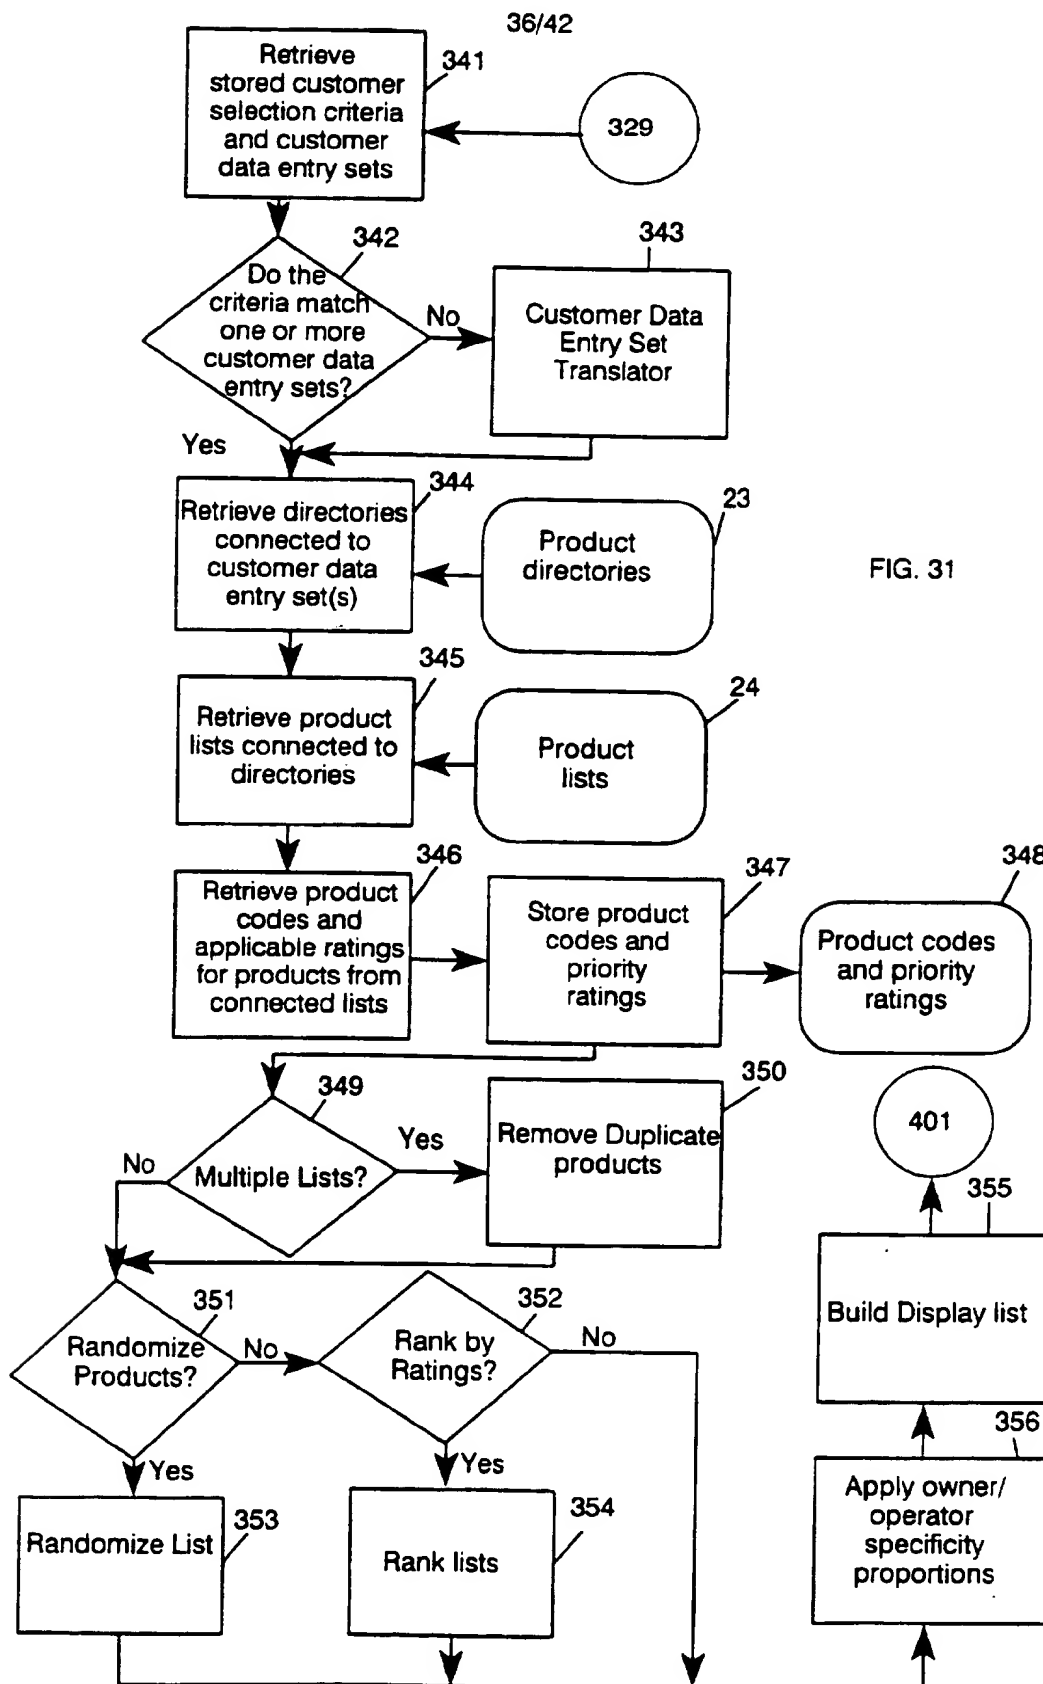 36/42
Retrieve
stored customer
selection criteria
and customer
data entry sets
341
329
342
Do the
criteria match
one or more
customer data
entry sets?
No
343
Customer Data
Entry Set
Translator
Yes
344
Retrieve directories
connected to
customer data
entry set(s)
23
Product
directories
FIG. 31
345
Retrieve product
lists connected to
directories
24
Product
lists
346
Retrieve product
codes and
applicable ratings
for products from
connected lists
347
Store product
codes and
priority
ratings
348
Product codes
and priority
ratings
349
Multiple Lists?
No
Yes
350
Remove Duplicate
products
401
355
Build Display list
351
Randomize
Products?
No
352
Rank by
Ratings?
No
356
Apply owner/
operator
specificity
proportions
Yes
Yes
353
Randomize List
354
Rank lists